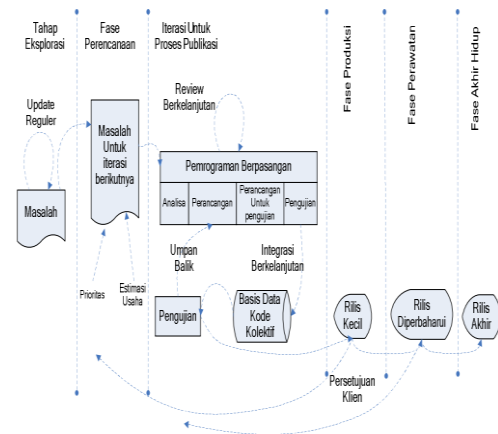 Tahap
Eksplorasi
Fase
Perencanaan
Iterasi Untuk
Proses Publikasi
Fase Produksi
Fase Perawatan
Fase Akhir Hidup
Update
Reguler
Review
Berkelanjutan
Masalah
Masalah
Untuk
iterasi
berikutnya
Pemrograman Berpasangan
Analisa
Perancangan
Perancangan
Untuk
pengujian
Pengujian
Umpan
Balik
Integrasi
Berkelanjutan
Prioritas
Estimasi
Usaha
Pengujian
Basis Data
Kode
Kolektif
Rilis
Kecil
Rilis
Diperbaharui
Rilis
Akhir
Persetujuan
Klien